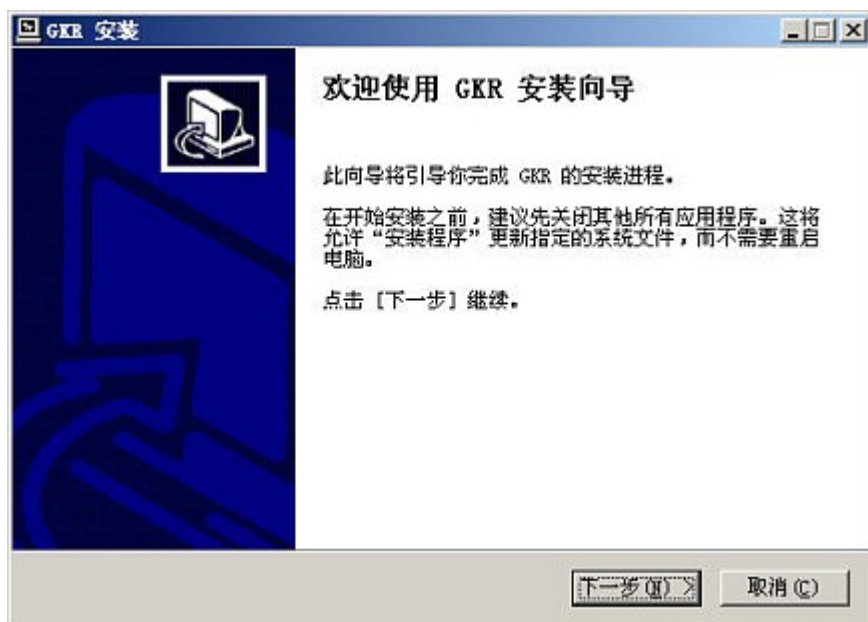 GKR 安装
欢迎使用 GKR 安装向导
此向导将引导你完成 GKR 的安装进程。
在开始安装之前，建议先关闭其他所有应用程序。这将
允许“安装程序”更新指定的系统文件，而不需要重启
电脑。
点击 [下一步] 继续。
下一步(N) >
取消(C)